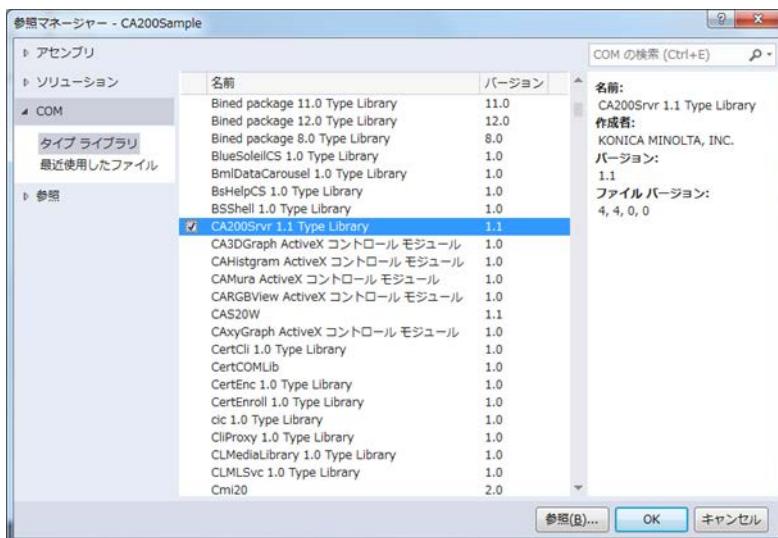 参照マネージャー - CA200Sample
アセンブリ
ソリューション
COM
タイプ ライブラリ
最近使用したファイル
参照
名前 バージョン
Bined package 11.0 Type Library 11.0
Bined package 12.0 Type Library 12.0
Bined package 8.0 Type Library 8.0
BlueSoleilCS 1.0 Type Library 1.0
BmlDataCarousel 1.0 Type Library 1.0
BsHelpCS 1.0 Type Library 1.0
BSShell 1.0 Type Library 1.0
CA200Srvr 1.1 Type Library 1.1
CA3DGraph ActiveX コントロール モジュール 1.0
CAHistgram ActiveX コントロール モジュール 1.0
CAMura ActiveX コントロール モジュール 1.0
CARGBView ActiveX コントロール モジュール 1.0
CAS20W 1.1
CAxyGraph ActiveX コントロール モジュール 1.0
CertCli 1.0 Type Library 1.0
CertCOMLib 1.0
CertEnc 1.0 Type Library 1.0
CertEnroll 1.0 Type Library 1.0
cic 1.0 Type Library 1.0
CliProxy 1.0 Type Library 1.0
CLMediaLibrary 1.0 Type Library 1.0
CLMLSvc 1.0 Type Library 1.0
Cmi20 2.0
COM の検索 (Ctrl+E)
名前:
CA200Srvr 1.1 Type Library
作成者:
KONICA MINOLTA, INC.
バージョン:
1.1
ファイル バージョン:
4, 4, 0, 0
参照(B)... OK キャンセル